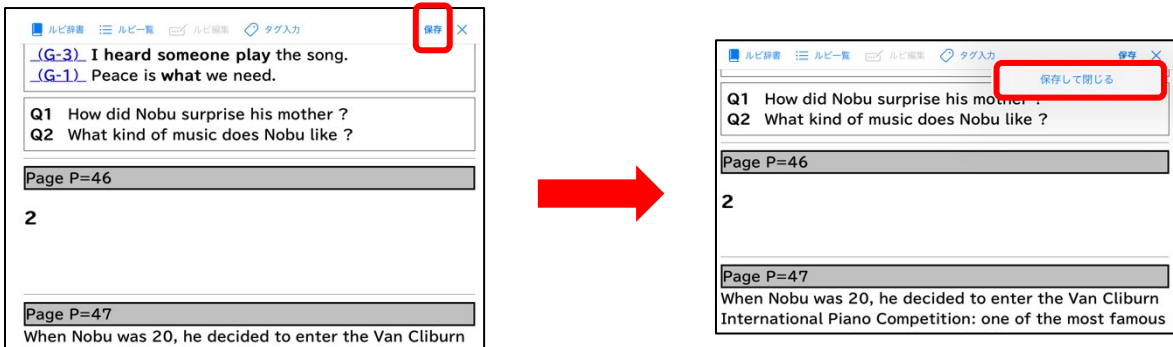 ルビ辞書 ルビ一覧 ルビ編集 タグ入力 保存 ×
(G-3) I heard someone play the song.
(G-1) Peace is what we need.
Q1 How did Nobu surprise his mother ?
Q2 What kind of music does Nobu like ?
Page P=46
2
Page P=47
When Nobu was 20, he decided to enter the Van Cliburn
ルビ辞書 ルビ一覧 ルビ編集 タグ入力 保存 ×
保存して閉じる
Q1 How did Nobu surprise his mother ?
Q2 What kind of music does Nobu like ?
Page P=46
2
Page P=47
When Nobu was 20, he decided to enter the Van Cliburn
International Piano Competition: one of the most famous